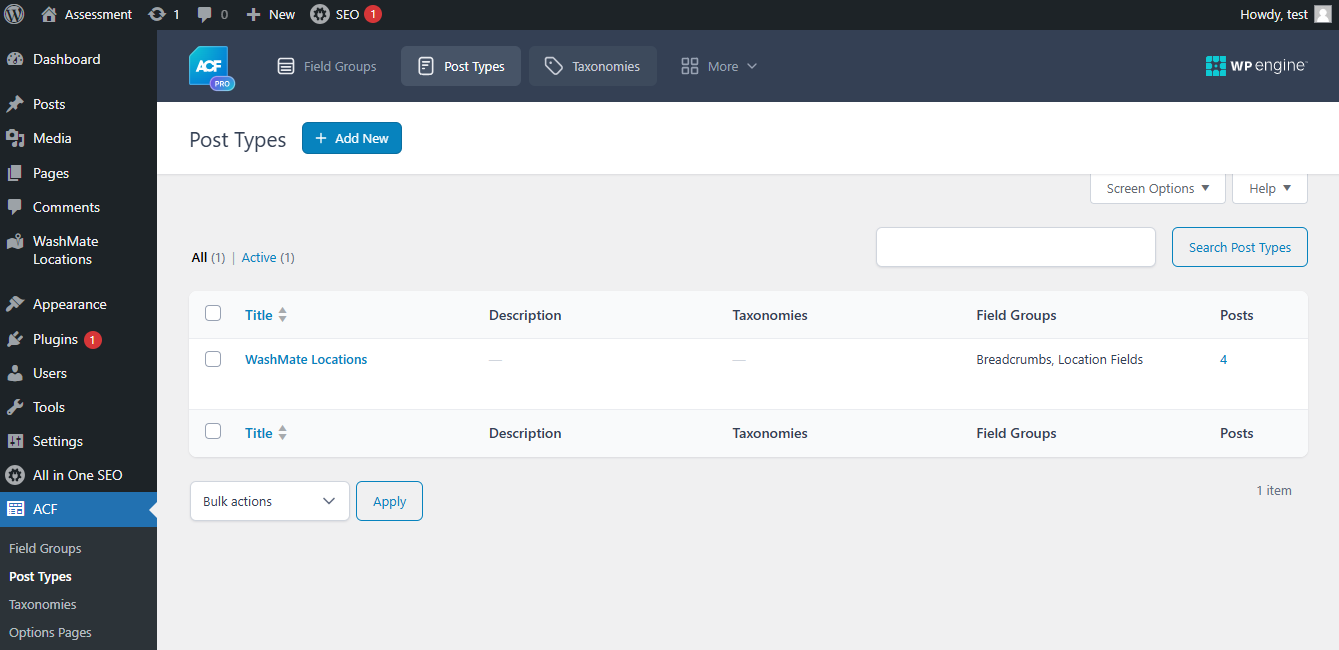 Assessment 1 0 New SEO 1 Howdy, test
Dashboard
Posts
Media
Pages
Comments
WashMate
Locations
Appearance
Plugins 1
Users
Tools
Settings
All in One SEO
ACF
Field Groups
Post Types
Taxonomies
Options Pages
ACF
PRO
Field Groups
Post Types
Taxonomies
More
WP engine
Post Types
+ Add New
Screen Options ▼
Help ▼
All (1) | Active (1)
Search Post Types
Title Description Taxonomies Field Groups Posts
WashMate Locations — — Breadcrumbs, Location Fields 4
Title Description Taxonomies Field Groups Posts
Bulk actions
Apply
1 item